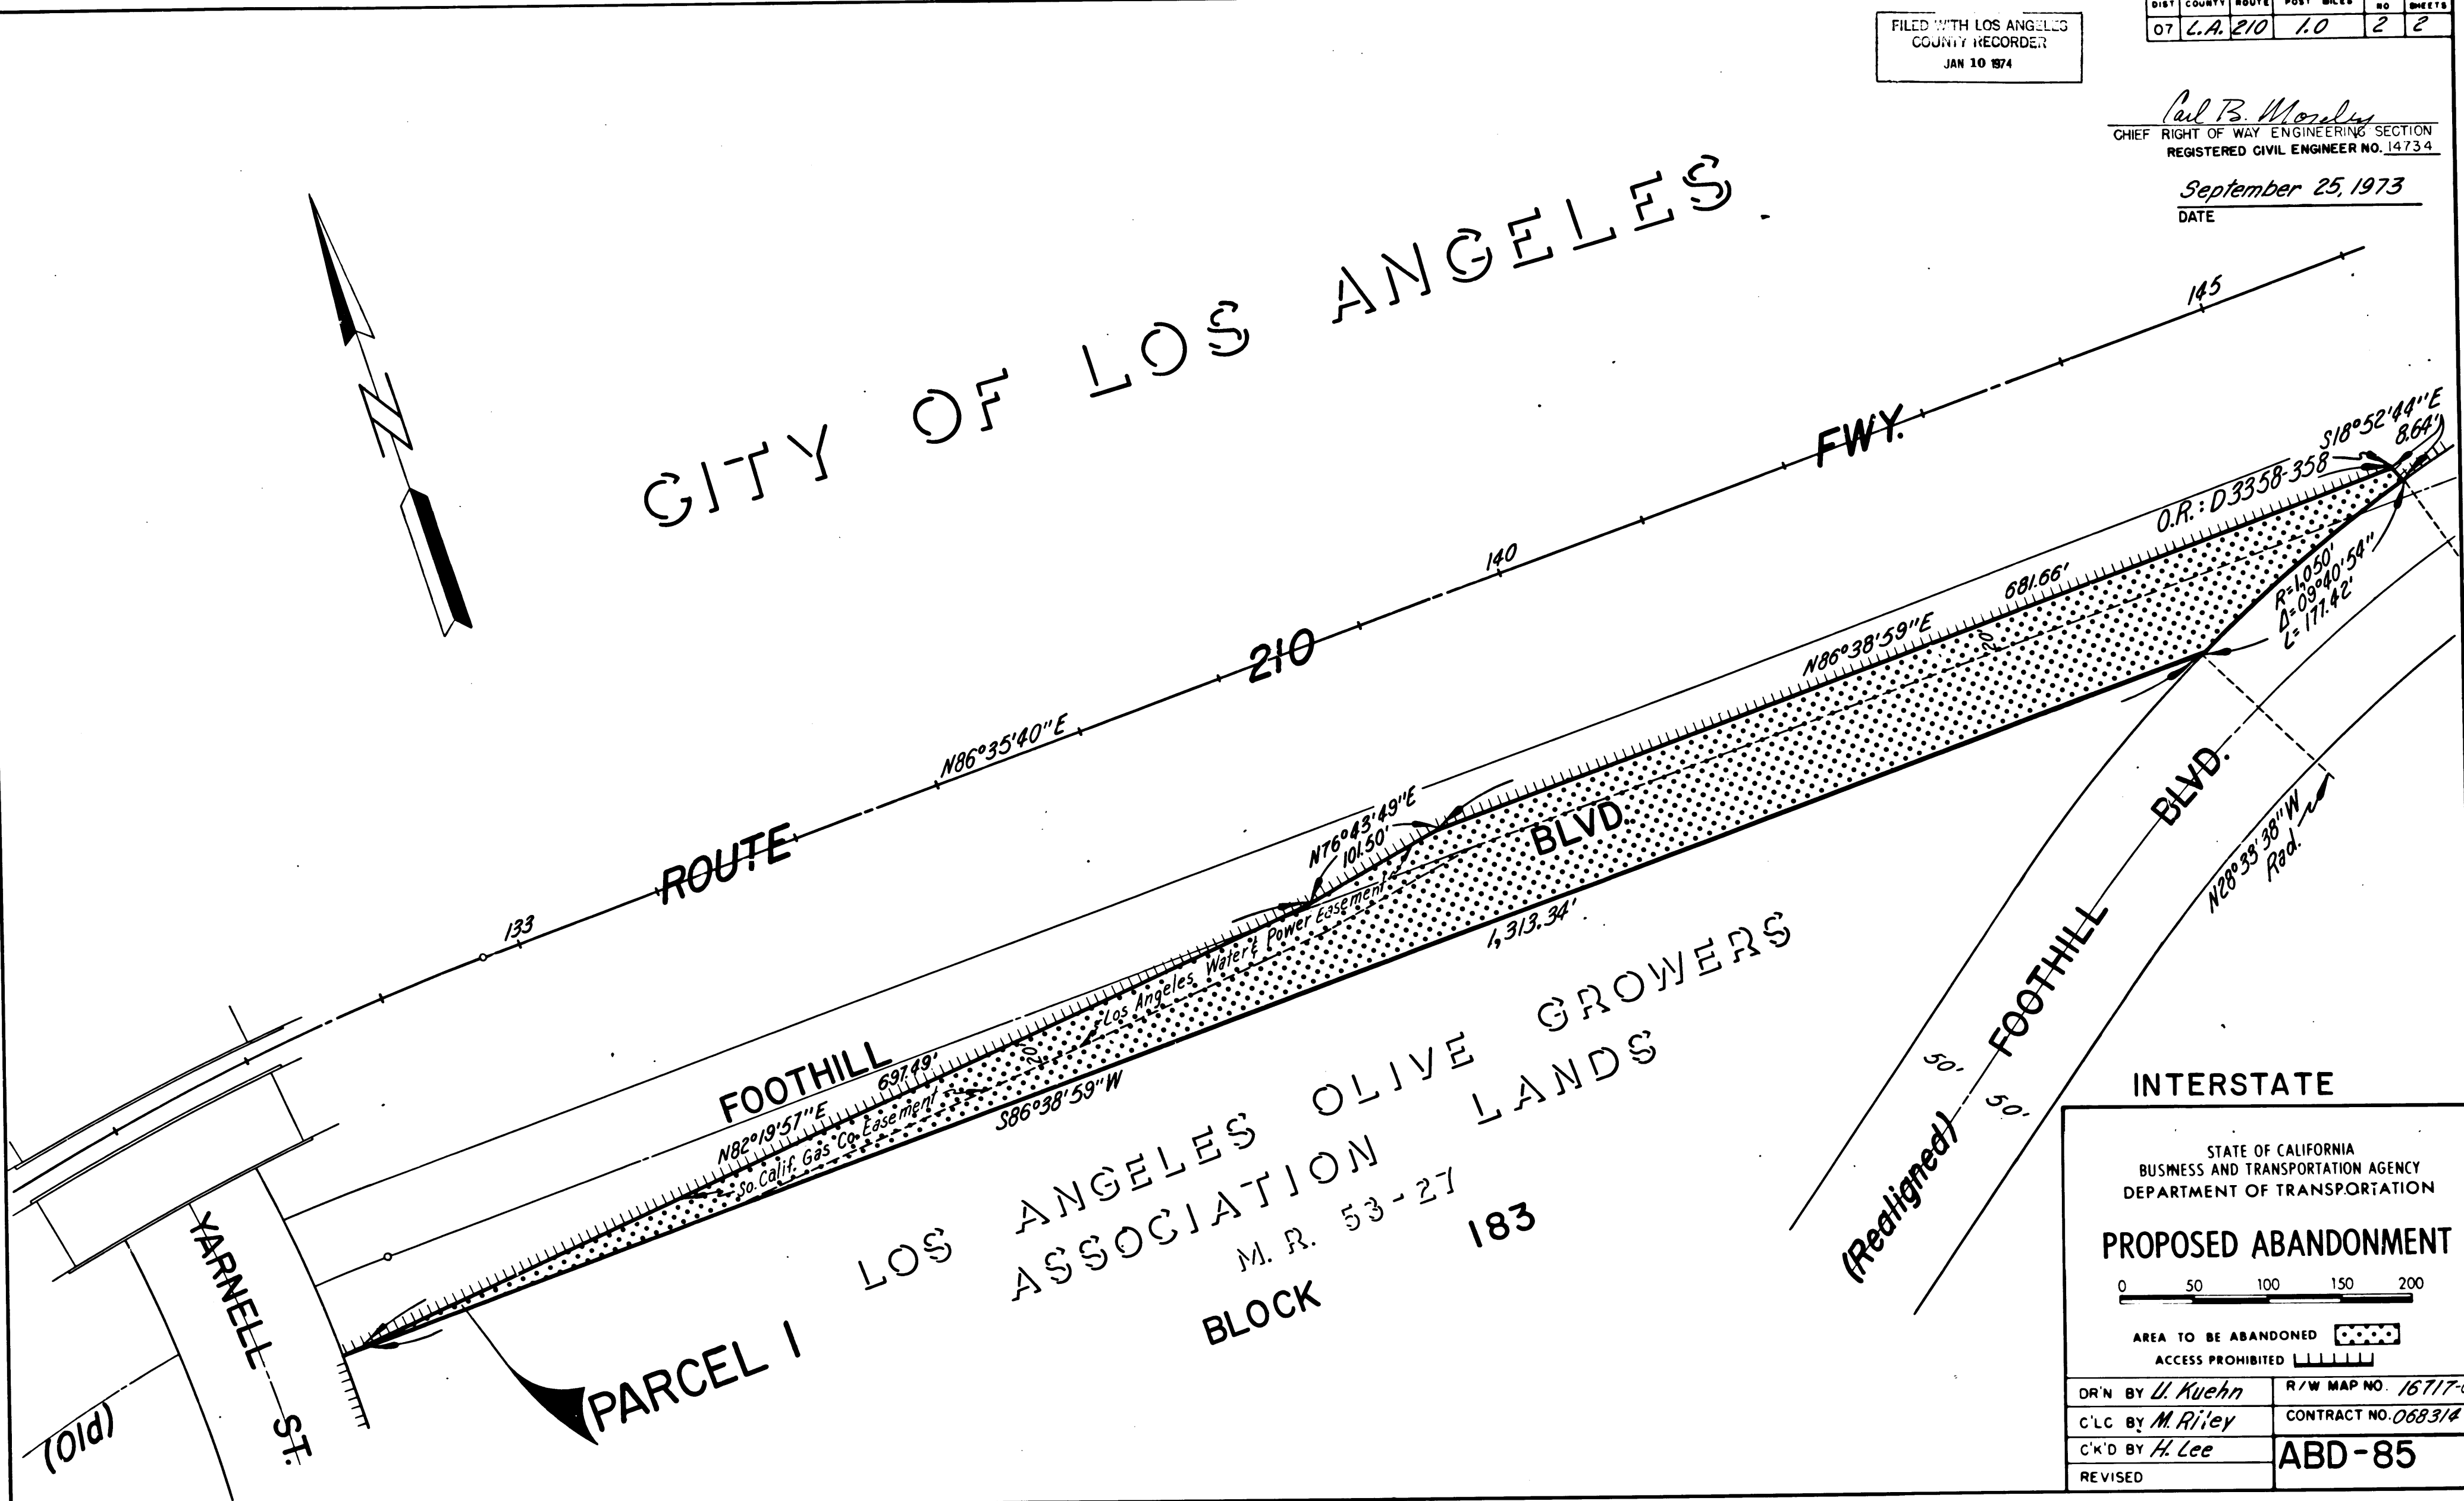 DIST COUNTY ROUTE POST MILES NO SHEETS
07 L.A. 210 1.0 2 2
FILED WITH LOS ANGELES
COUNTY RECORDER
JAN 10 1974
Carl B. Moseley
CHIEF RIGHT OF WAY ENGINEERING SECTION
REGISTERED CIVIL ENGINEER NO. 14734
September 25, 1973
DATE
N
CITY OF LOS ANGELES
145
FWY.
S18°52'44"E
8.64'
O.R.: D3358-358
140
210
681.66'
N86°38'59"E
20'
R=1,050'
Δ=09°40'54"
L=177.42'
N86°35'40"E
ROUTE
133
N76°43'49"E
101.50'
BLVD.
1,313.34'
Los Angeles Water & Power Easement
20'
FOOTHILL
697.49'
N82°19'57"E
So. Calif. Gas Co. Easement
S86°38'59"W
LOS ANGELES OLIVE GROWERS
ASSOCIATION LANDS
M. R. 53-27
BLOCK 183
PARCEL 1
YARNELL ST.
(Old)
FOOTHILL BLVD.
(Realigned)
50'
50'
N28°33'38"W
Rad.
INTERSTATE
STATE OF CALIFORNIA
BUSINESS AND TRANSPORTATION AGENCY
DEPARTMENT OF TRANSPORTATION
PROPOSED ABANDONMENT
0 50 100 150 200
AREA TO BE ABANDONED
ACCESS PROHIBITED
DR'N BY U. Kuehn
R/W MAP NO.
C'LC BY M. Riley
CONTRACT NO. 068314
C'K'D BY H. Lee
ABD-85
REVISED